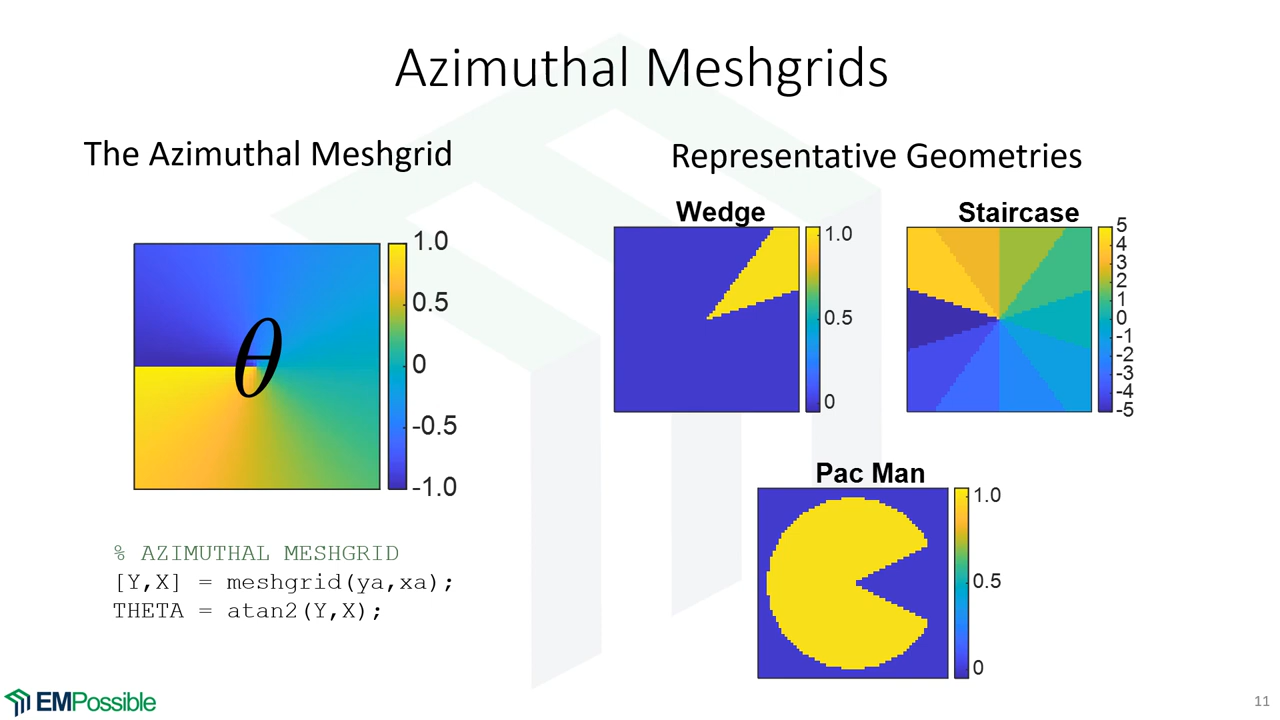 Azimuthal Meshgrids
The Azimuthal Meshgrid
1.0
0.5
0
-0.5
-1.0
θ
% AZIMUTHAL MESHGRID
[Y,X] = meshgrid(ya,xa);
THETA = atan2(Y,X);
Representative Geometries
Wedge
1.0
0.5
0
Staircase
5
4
3
2
1
0
-1
-2
-3
-4
-5
Pac Man
1.0
0.5
0
EMPossible
11